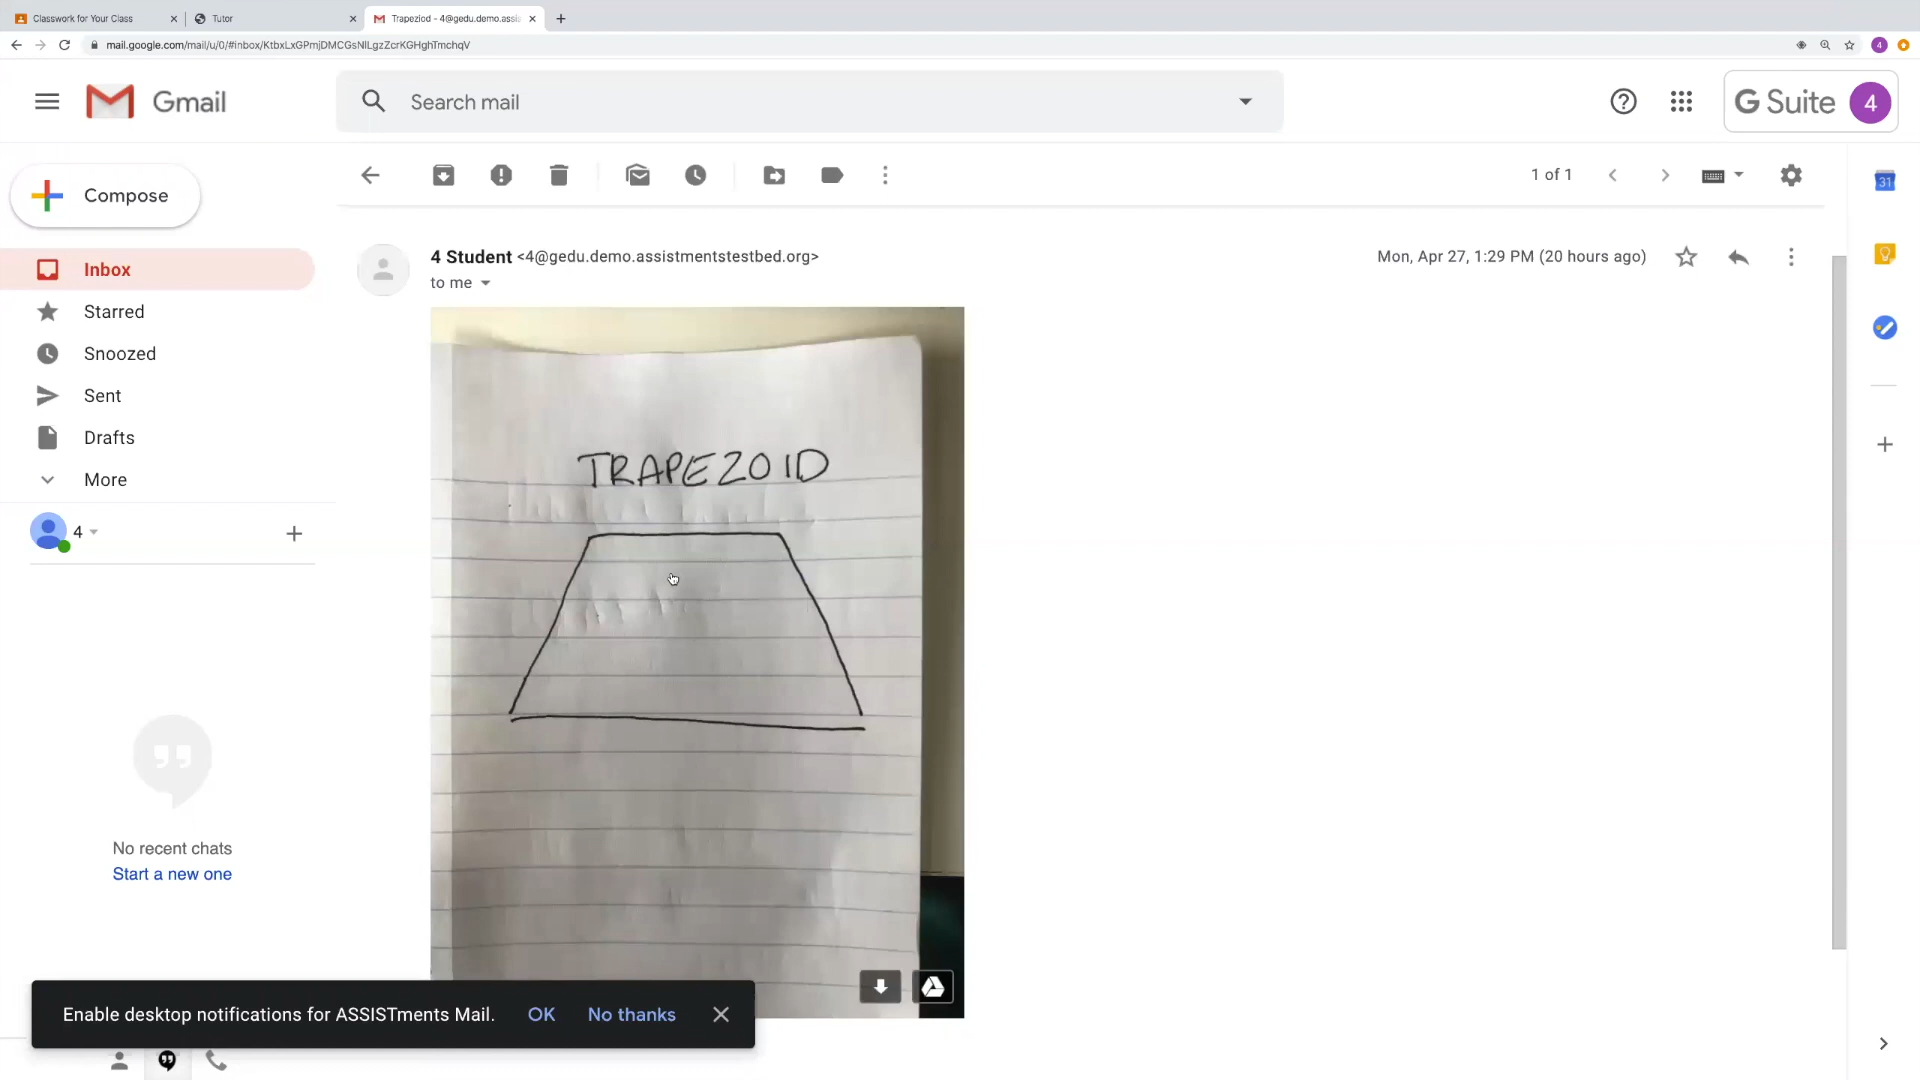 Classwork for Your Class
Tutor
Trapeziod - 4@gedu.demo.assis
mail.google.com/mail/u/0/#inbox/KtbxLxGPmjDMCGsNlLgzZcrKGHghTmchqV
4
Gmail
Search mail
G Suite 4
Compose
1 of 1
31
Inbox
Starred
Snoozed
Sent
Drafts
More
4
4 Student <4@gedu.demo.assistmentstestbed.org>
Mon, Apr 27, 1:29 PM (20 hours ago)
to me
TRAPEZOID
No recent chats
Start a new one
Enable desktop notifications for ASSISTments Mail. OK No thanks